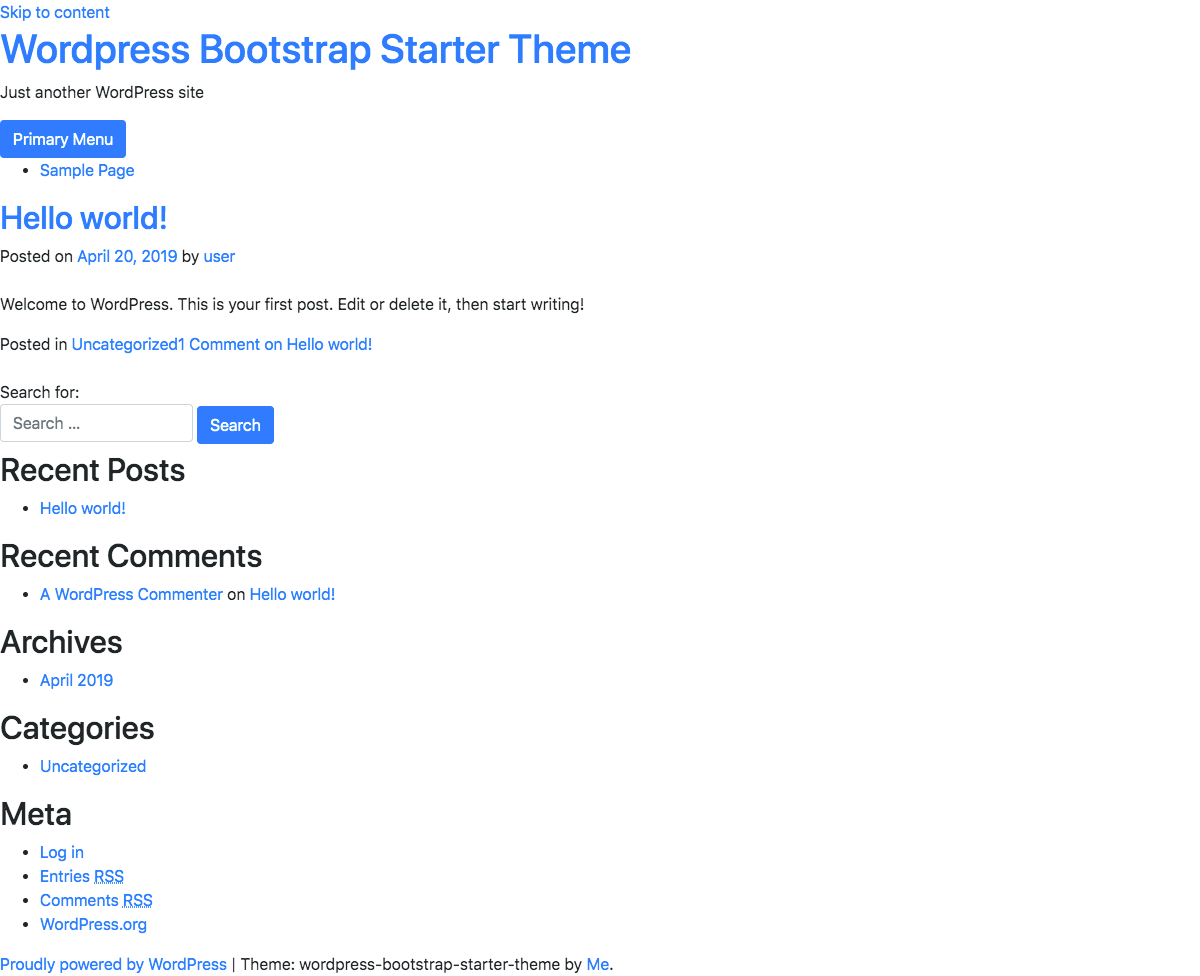 Skip to content
Wordpress Bootstrap Starter Theme
Just another WordPress site
Primary Menu
Sample Page
Hello world!
Posted on April 20, 2019 by user
Welcome to WordPress. This is your first post. Edit or delete it, then start writing!
Posted in Uncategorized1 Comment on Hello world!
Search for:
Search ... Search
Recent Posts
Hello world!
Recent Comments
A WordPress Commenter on Hello world!
Archives
April 2019
Categories
Uncategorized
Meta
Log in
Entries RSS
Comments RSS
WordPress.org
Proudly powered by WordPress | Theme: wordpress-bootstrap-starter-theme by Me.